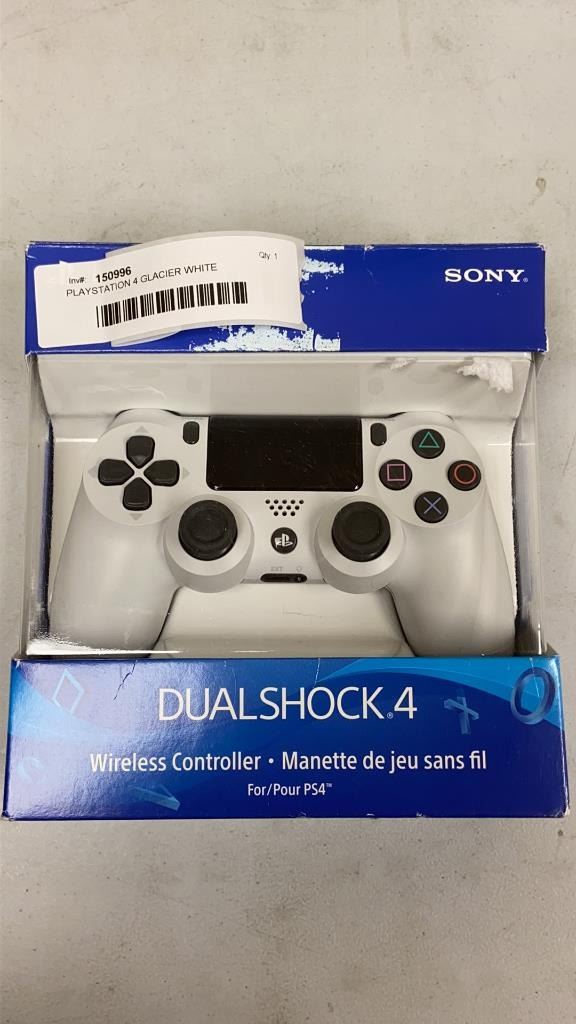 Inv#: 150996 Qty 1
PLAYSTATION 4 GLACIER WHITE
SONY®
EXT
DUALSHOCK®4
Wireless Controller • Manette de jeu sans fil
For/Pour PS4™